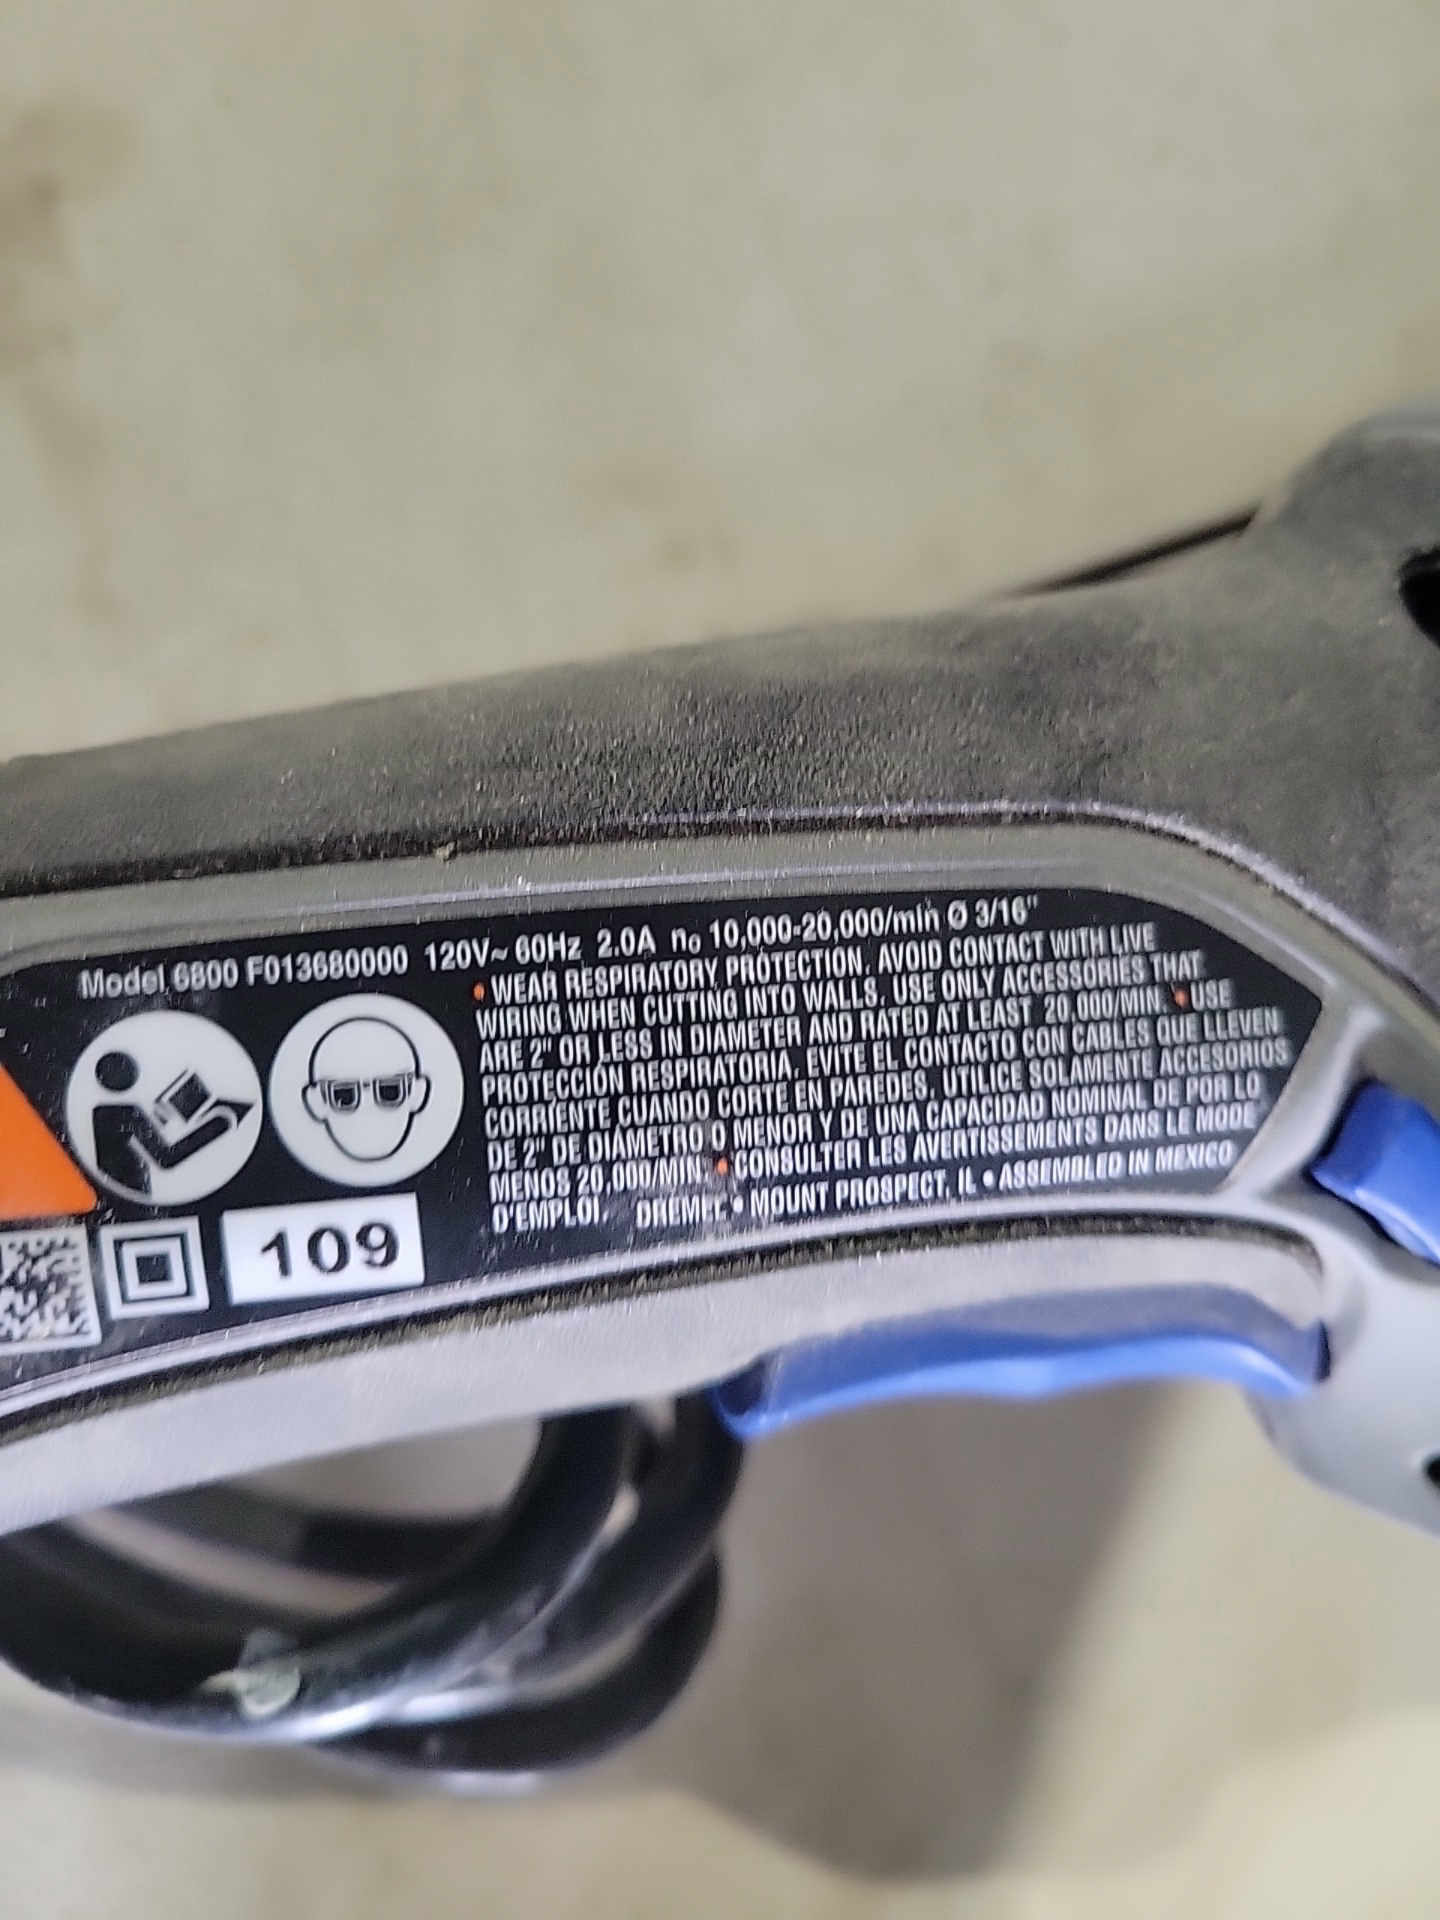 Model 6800 F013680000 120V~ 60Hz 2.0A n₀ 10,000-20,000/min Ø 3/16"
• WEAR RESPIRATORY PROTECTION. AVOID CONTACT WITH LIVE
WIRING WHEN CUTTING INTO WALLS. USE ONLY ACCESSORIES THAT
ARE 2" OR LESS IN DIAMETER AND RATED AT LEAST 20,000/MIN. • USE
PROTECCIÓN RESPIRATORIA. EVITE EL CONTACTO CON CABLES QUE LLEVEN
CORRIENTE CUANDO CORTE EN PAREDES. UTILICE SOLAMENTE ACCESORIOS
DE 2" DE DIÁMETRO O MENOR Y DE UNA CAPACIDAD NOMINAL DE POR LO
MENOS 20,000/MIN. • CONSULTER LES AVERTISSEMENTS DANS LE MODE
D'EMPLOI. DREMEL • MOUNT PROSPECT, IL • ASSEMBLED IN MEXICO
109